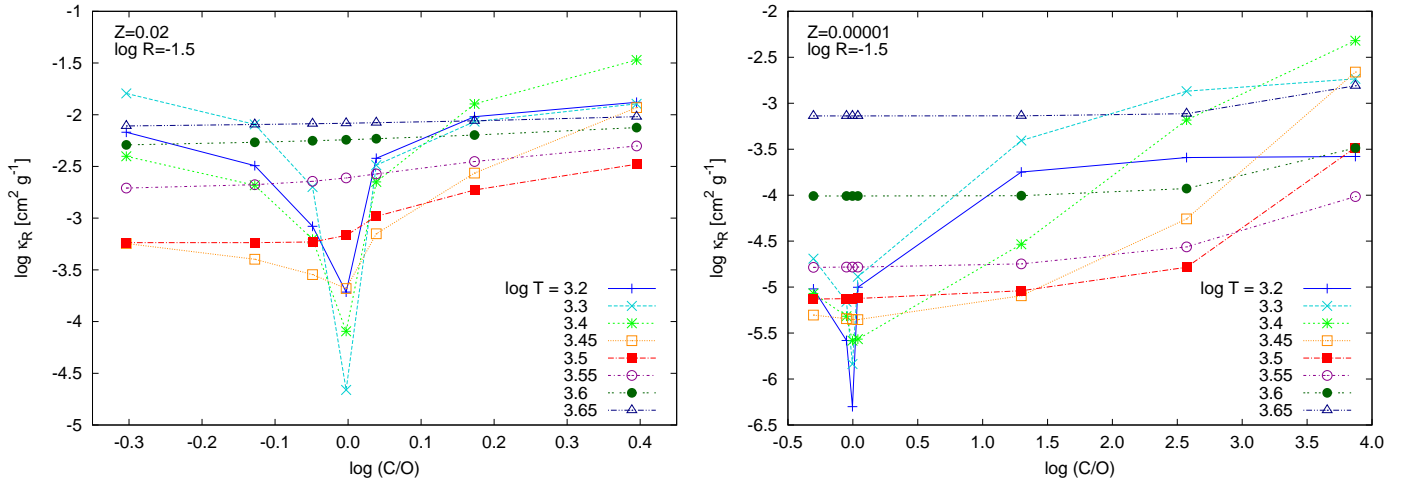 Z=0.02
log R=-1.5
log κR [cm2 g-1]
-1
-1.5
-2
-2.5
-3
-3.5
-4
-4.5
-5
log T = 3.2
3.3
3.4
3.45
3.5
3.55
3.6
3.65
-0.3 -0.2 -0.1 0.0 0.1 0.2 0.3 0.4
log (C/O)
Z=0.00001
log R=-1.5
log κR [cm2 g-1]
-2
-2.5
-3
-3.5
-4
-4.5
-5
-5.5
-6
-6.5
log T = 3.2
3.3
3.4
3.45
3.5
3.55
3.6
3.65
-0.5 0.0 0.5 1.0 1.5 2.0 2.5 3.0 3.5 4.0
log (C/O)